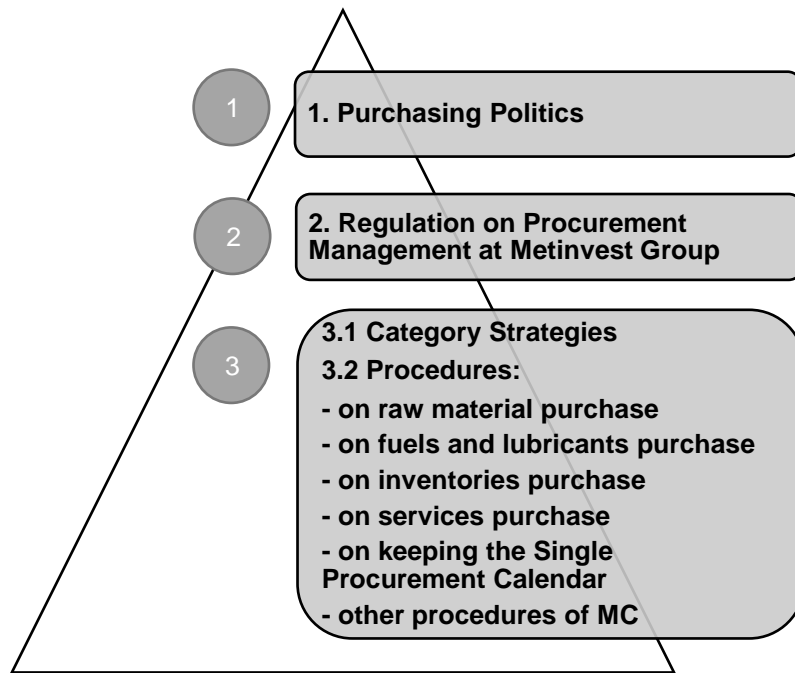 1
1. Purchasing Politics
2
2. Regulation on Procurement
Management at Metinvest Group
3
3.1 Category Strategies
3.2 Procedures:
- on raw material purchase
- on fuels and lubricants purchase
- on inventories purchase
- on services purchase
- on keeping the Single
Procurement Calendar
- other procedures of MC